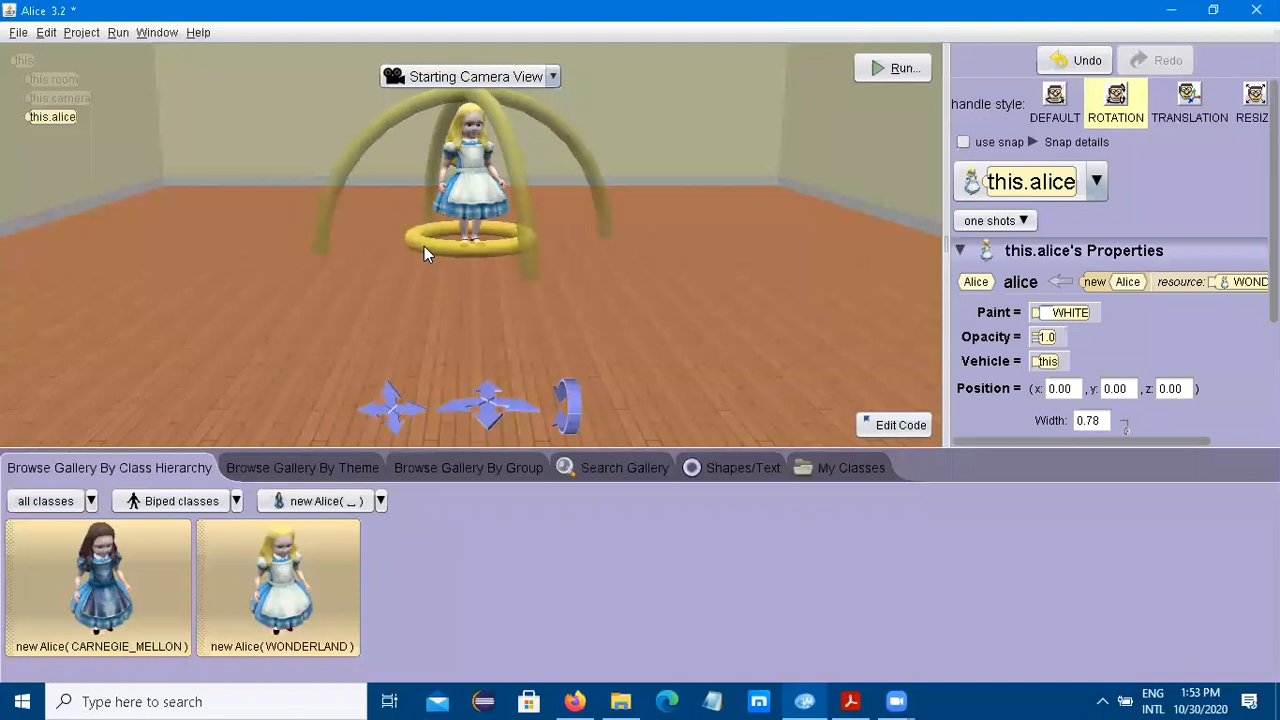 Alice 3.2 *
File Edit Project Run Window Help
this
this room
this camera
this.alice
Starting Camera View
Run...
Undo
Redo
handle style:
DEFAULT
ROTATION
TRANSLATION
RESIZ
use snap
Snap details
this.alice
one shots
this.alice's Properties
Alice alice new Alice resource: WOND
Paint = WHITE
Opacity = 1.0
Vehicle = this
Position = (x: 0.00 , y: 0.00 , z: 0.00 )
Width: 0.78
Edit Code
Browse Gallery By Class Hierarchy
Browse Gallery By Theme
Browse Gallery By Group
Search Gallery
Shapes/Text
My Classes
all classes
Biped classes
new Alice( ⎵ )
new Alice( CARNEGIE_MELLON )
new Alice( WONDERLAND )
Type here to search
ENG
INTL
1:53 PM
10/30/2020